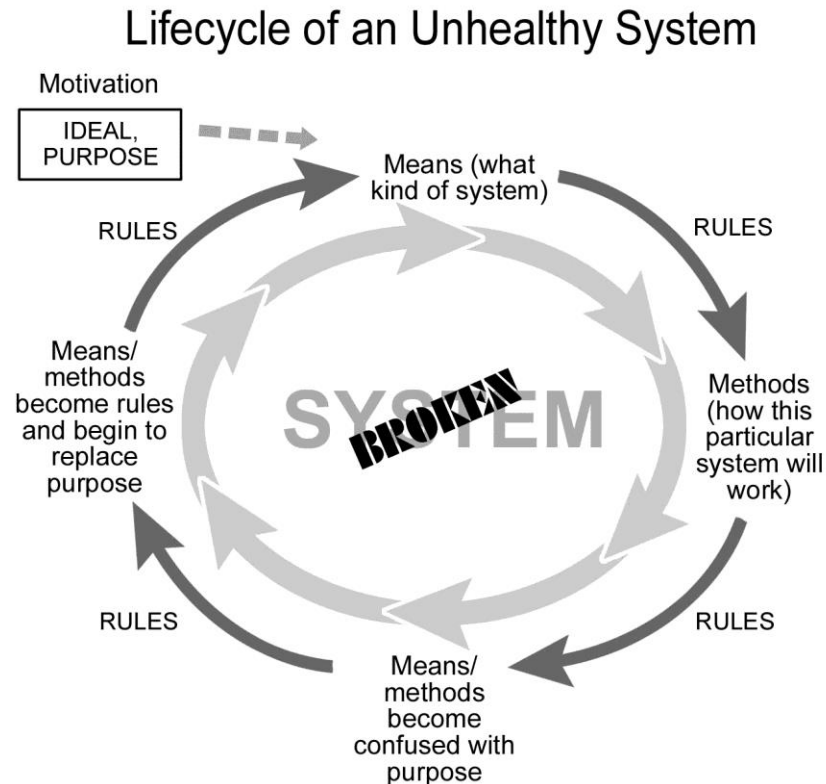 Lifecycle of an Unhealthy System
Motivation
IDEAL,
PURPOSE
Means (what
kind of system)
RULES
RULES
Means/
methods
become rules
and begin to
replace
purpose
SYSTEM
BROKEN
Methods
(how this
particular
system will
work)
RULES
RULES
Means/
methods
become
confused with
purpose